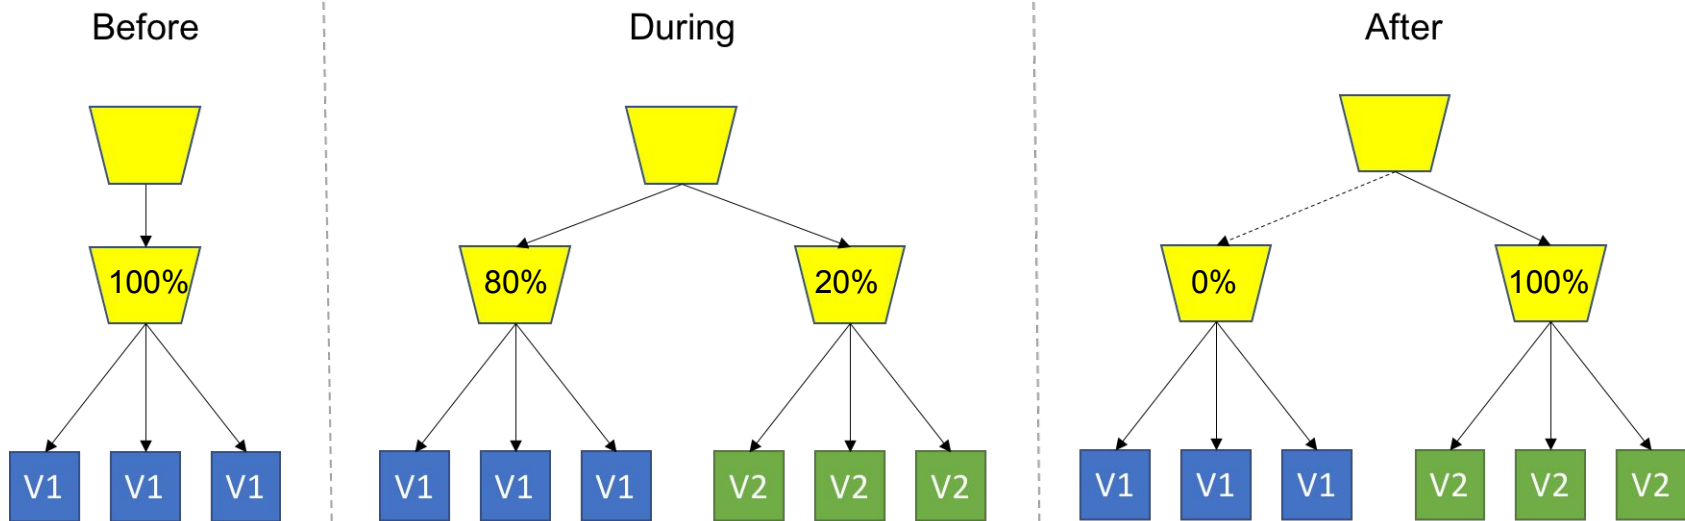 Before
During
After
100%
80%
20%
0%
100%
V1 V1 V1
V1 V1 V1
V2 V2 V2
V1 V1 V1
V2 V2 V2